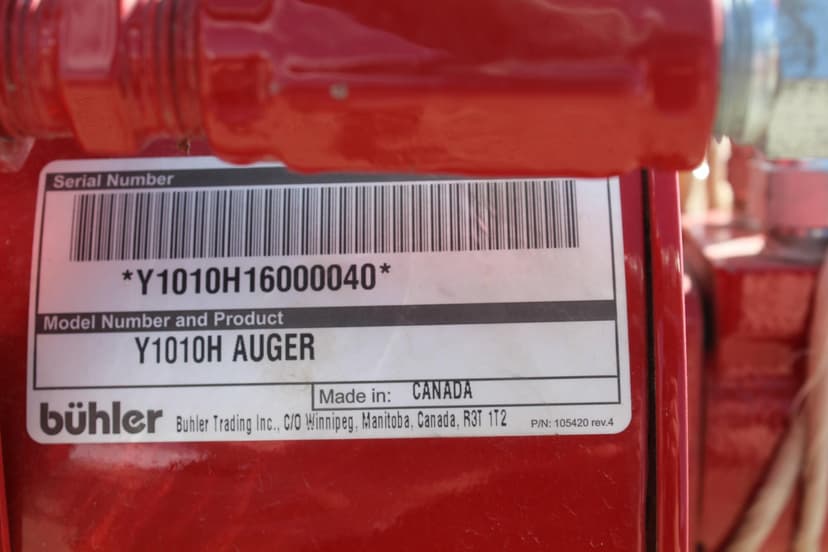 Serial Number
*Y1010H16000040*
Model Number and Product
Y1010H AUGER
Made in: CANADA
bühler Buhler Trading Inc., C/O Winnipeg, Manitoba, Canada, R3T 1T2 P/N: 105420 rev.4